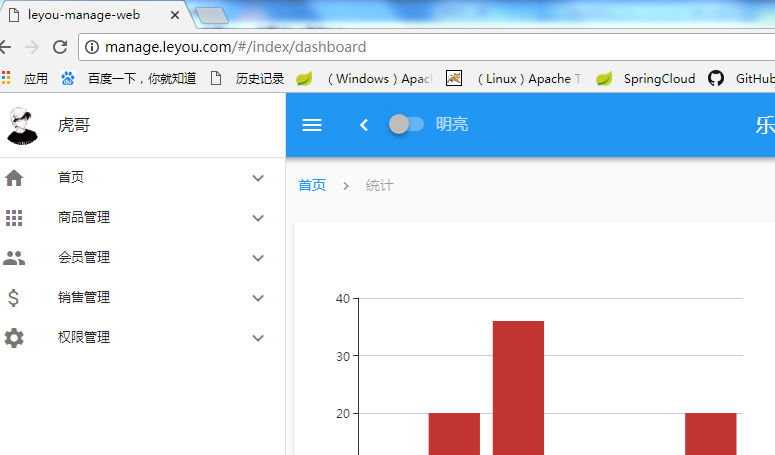 leyou-manage-web
manage.leyou.com/#/index/dashboard
应用 百度一下，你就知道 历史记录 （Windows）Apac （Linux）Apache T SpringCloud GitHub
虎哥 明亮 乐
首页 首页 统计
商品管理
会员管理
销售管理
权限管理
40
30
20